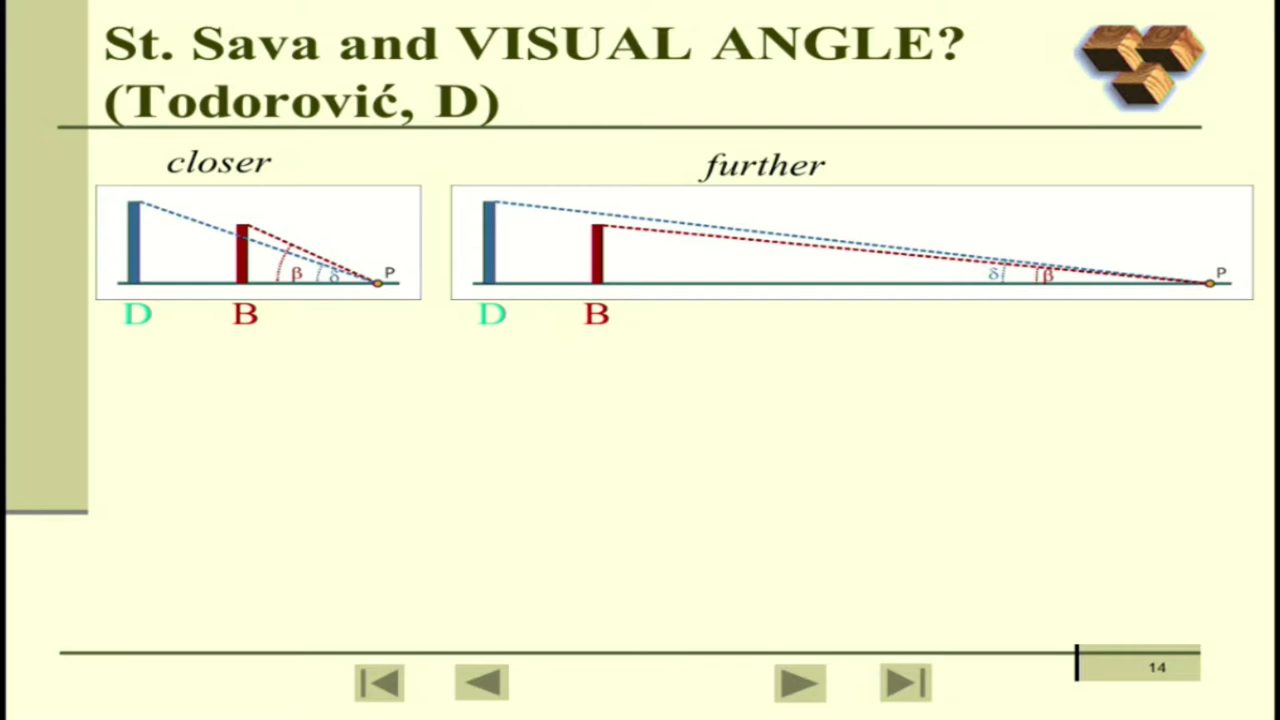 St. Sava and VISUAL ANGLE?
(Todorović, D)
closer
further
β
δ
P
D
B
δ
β
P
D
B
14